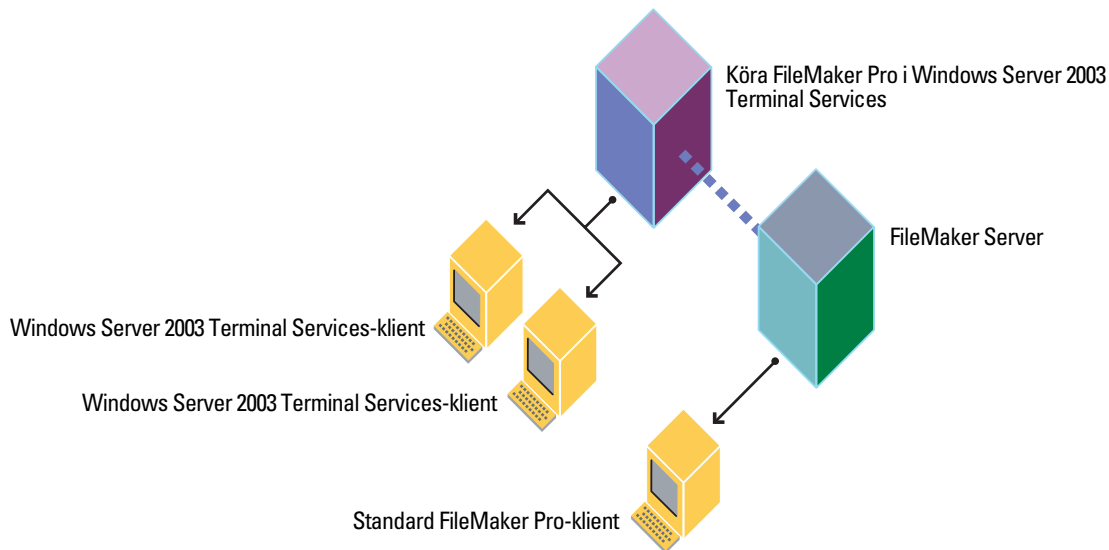 Köra FileMaker Pro i Windows Server 2003
Terminal Services
FileMaker Server
Windows Server 2003 Terminal Services-klient
Windows Server 2003 Terminal Services-klient
Standard FileMaker Pro-klient